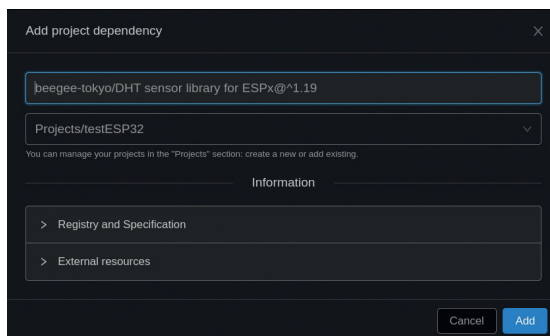 Add project dependency
beegee-tokyo/DHT sensor library for ESPx@^1.19
Projects/testESP32
You can manage your projects in the "Projects" section: create a new or add existing.
Information
Registry and Specification
External resources
Cancel
Add